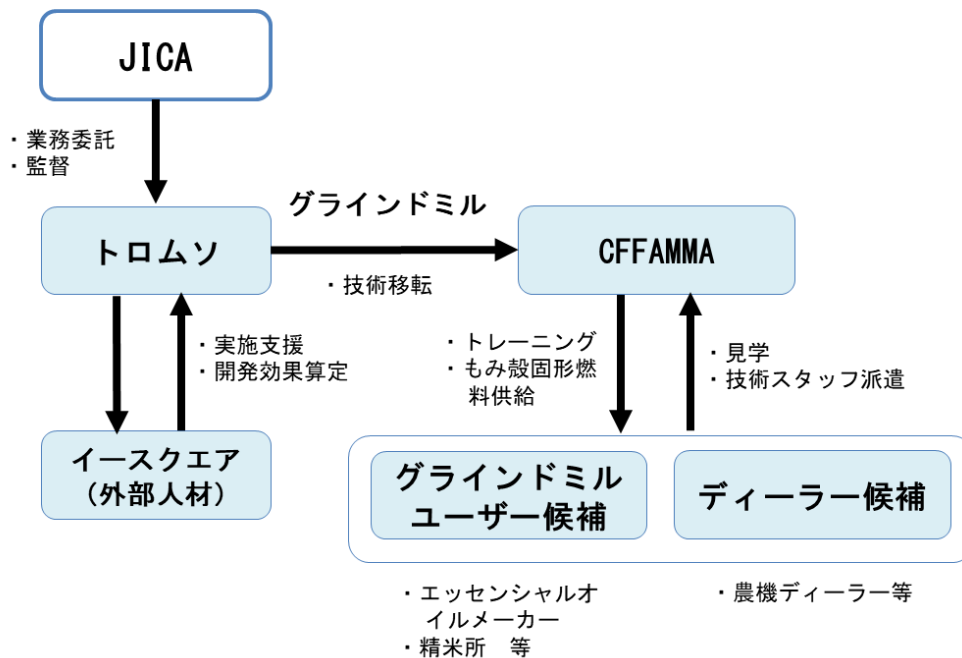 JICA
・業務委託
・監督
グラインドミル
トロムソ
CFFAMMA
・技術移転
・実施支援
・開発効果算定
・トレーニング
・もみ殻固形燃
料供給
・見学
・技術スタッフ派遣
イースクエア
（外部人材）
グラインドミル
ユーザー候補
ディーラー候補
・エッセンシャルオ
イルメーカー
・精米所　等
・農機ディーラー等